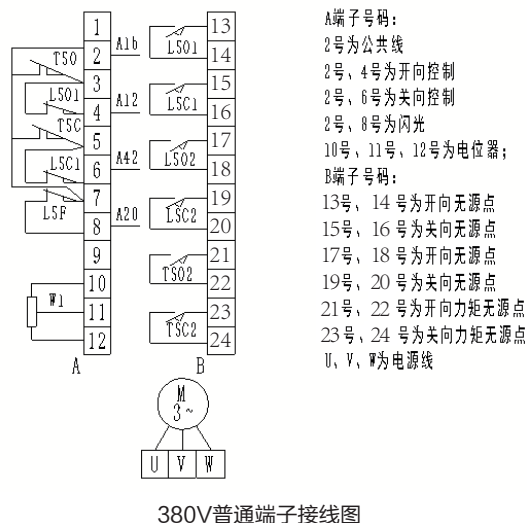 1
2
3
4
5
6
7
8
9
10
11
12
TSO
LSO1
TSC
LSC1
LSF
W1
A
A16
A12
A42
A20
LSO1
LSC1
LSO2
LSC2
TSO2
TSC2
13
14
15
16
17
18
19
20
21
22
23
24
B
M
3~
U V W
A端子号码:
2号为公共线
2号、4号为开向控制
2号、6号为关向控制
2号、8号为闪光
10号、11号、12号为电位器;
B端子号码:
13号、14号为开向无源点
15号、16号为关向无源点
17号、18号为开向无源点
19号、20号为关向无源点
21号、22号为开向力矩无源点
23号、24号为关向力矩无源点
U、V、W为电源线
380V普通端子接线图